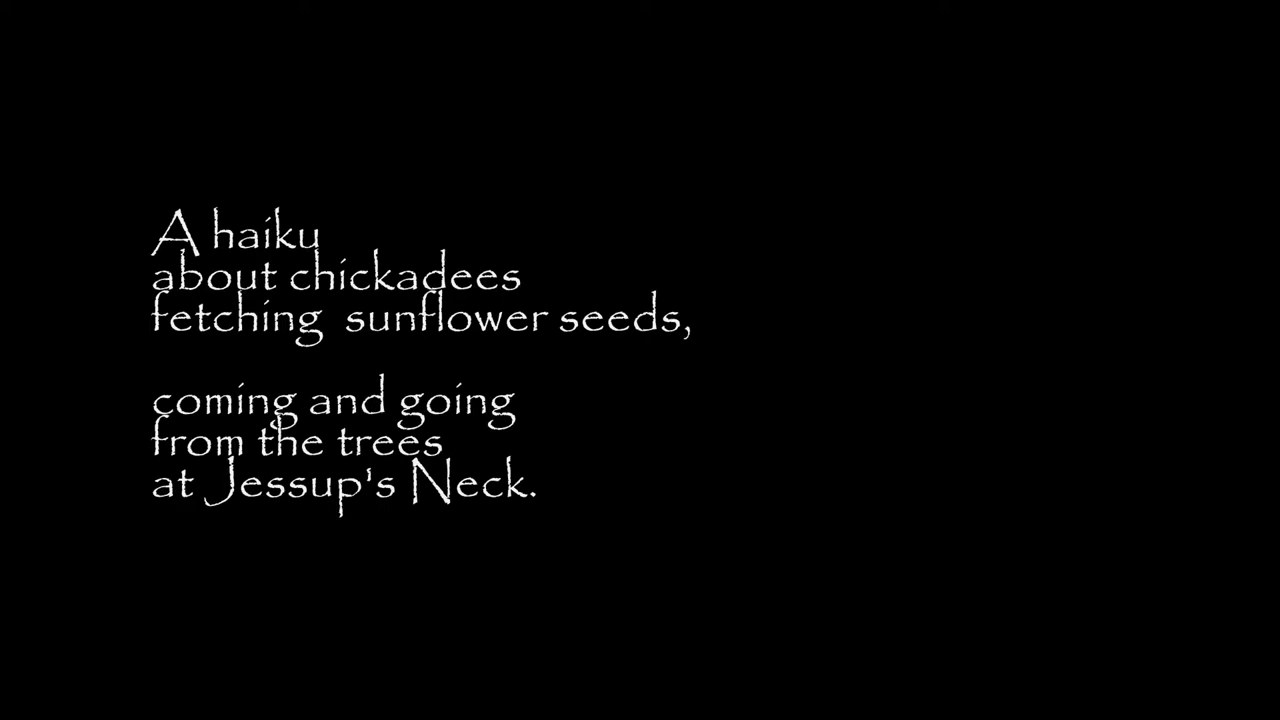 A haiku
about chickadees
fetching  sunflower seeds,
coming and going
from the trees
at Jessup's Neck.